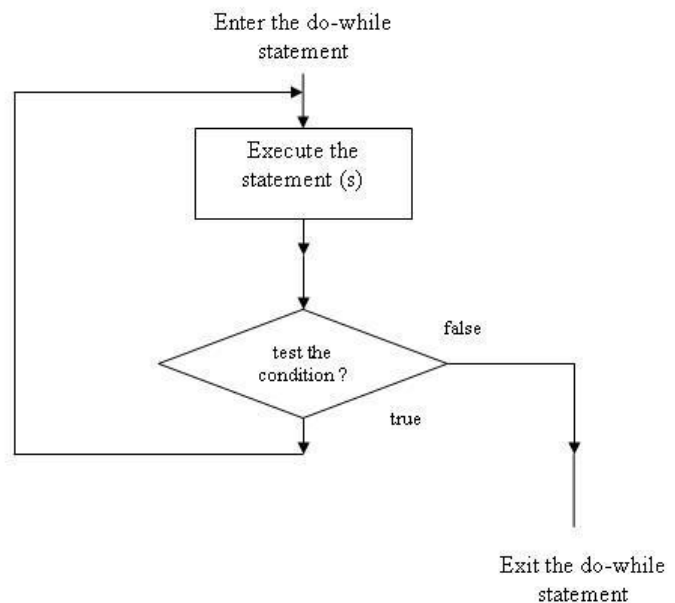 Enter the do-while
statement
Execute the
statement (s)
false
test the
condition ?
true
Exit the do-while
statement